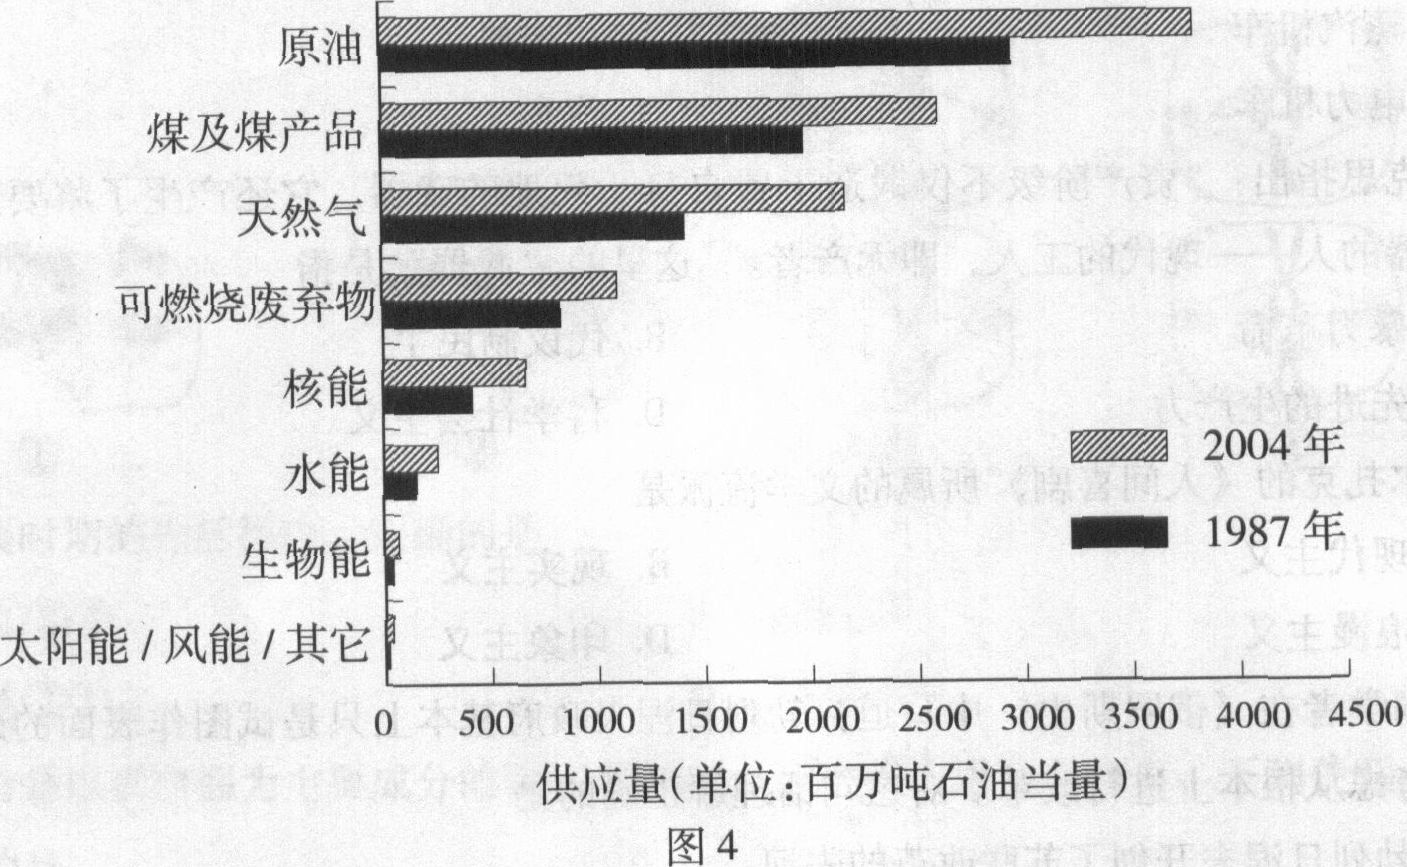 原油
煤及煤产品
天然气
可燃烧废弃物
核能
水能
生物能
太阳能 / 风能 / 其它
2004 年
1987 年
0 500 1000 1500 2000 2500 3000 3500 4000 4500
供应量(单位:百万吨石油当量)
图 4